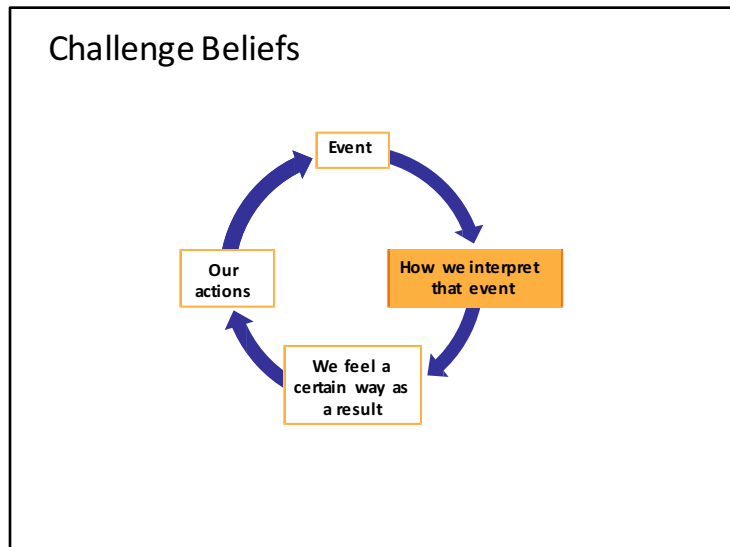 Challenge Beliefs
Event
How we interpret
that event
We feel a
certain way as
a result
Our
actions